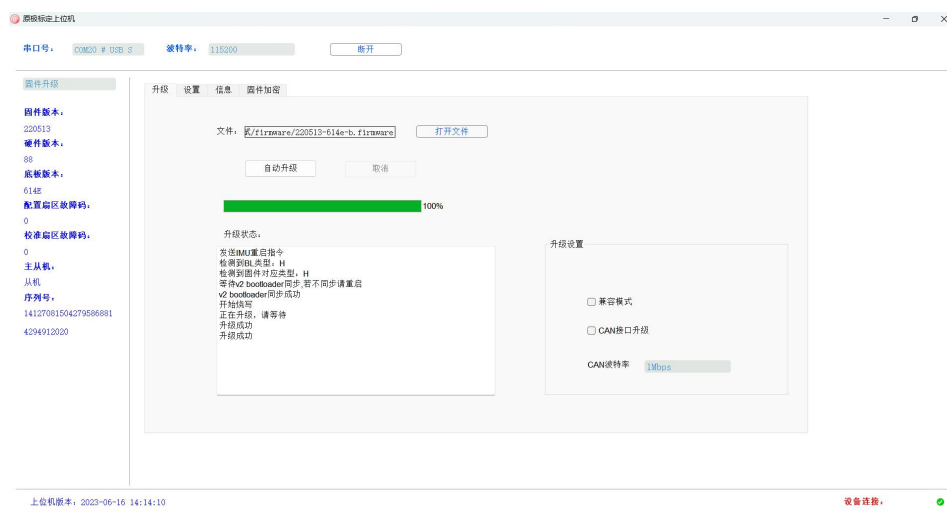 原极标定上位机
串口号： COM20 # USB S 波特率： 115200 断开
固件升级
固件版本：
220513
硬件版本：
88
底板版本：
614E
配置扇区故障码：
0
校准扇区故障码：
0
主从机：
从机
序列号：
14127081504279586881
4294912020
升级 设置 信息 固件加密
文件： /firmware/220513-614e-b.firmware 打开文件
自动升级 取消
100%
升级状态：
发送IMU重启指令
检测到BL类型：H
检测到固件对应类型：H
等待v2 bootloader同步,若不同步请重启
v2 bootloader同步成功
开始烧写
正在升级，请等待
升级成功
升级成功
升级设置
兼容模式
CAN接口升级
CAN波特率 1Mbps
上位机版本：2023-06-16 14:14:10
设备连接：